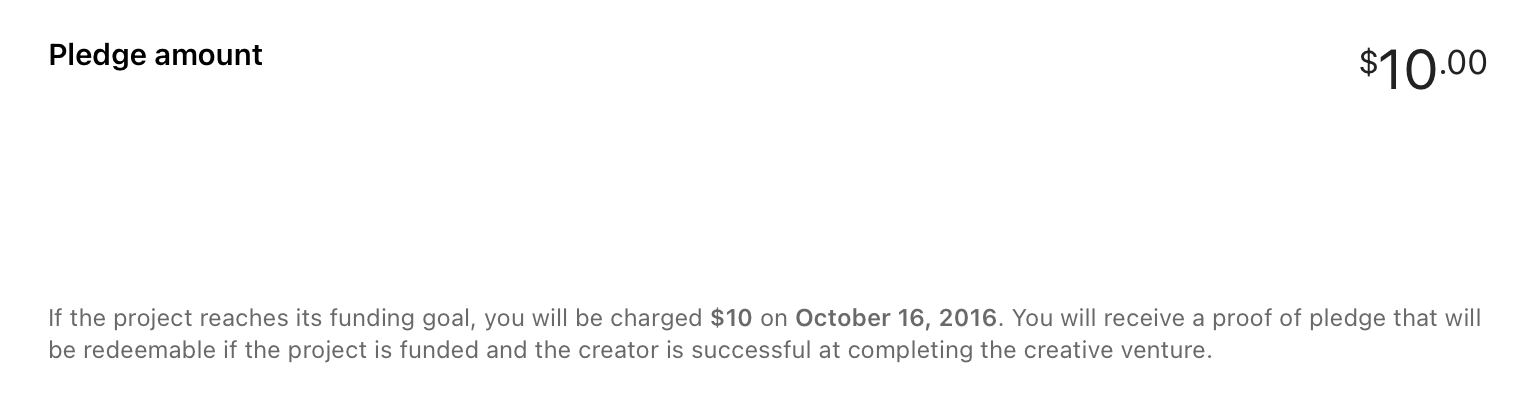 Pledge amount
$10.00
If the project reaches its funding goal, you will be charged $10 on October 16, 2016. You will receive a proof of pledge that will
be redeemable if the project is funded and the creator is successful at completing the creative venture.